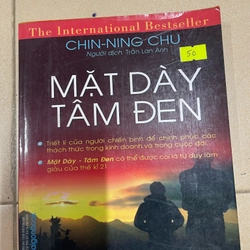 The International Bestseller
CHIN-NING CHU
Người dịch: Trần Lan Anh
50
MẶT DÀY
TÂM ĐEN
Triết lí của người chiến binh để chinh phục các
thách thức trong kinh doanh và trong cuộc đời.
Mặt Dày - Tâm Đen có thể được coi là tư duy làm
giàu của thế kỉ 21